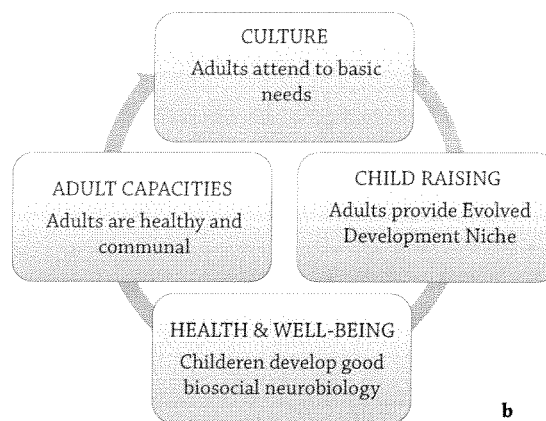 CULTURE
Adults attend to basic
needs
CHILD RAISING
Adults provide Evolved
Development Niche
HEALTH & WELL-BEING
Childeren develop good
biosocial neurobiology
ADULT CAPACITIES
Adults are healthy and
communal
b